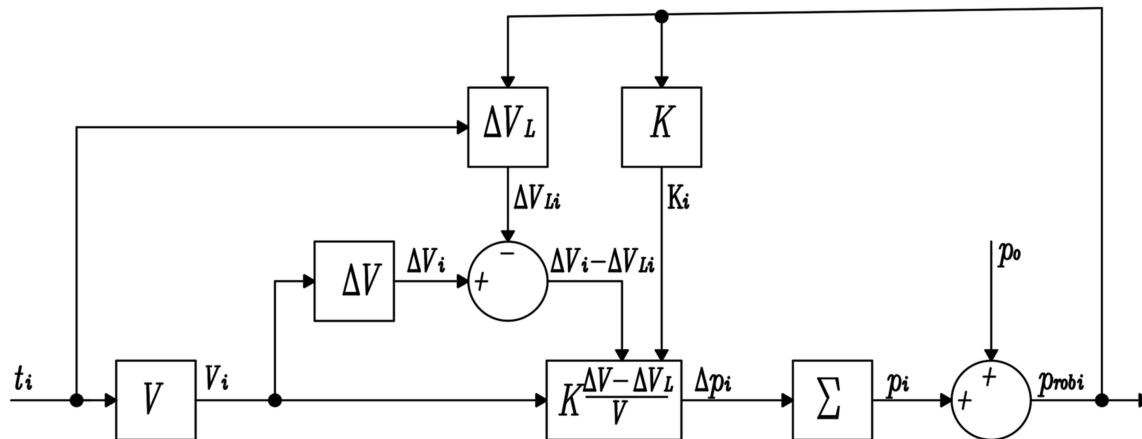 ΔV_L
K
ΔV_Li
K_i
ΔV
ΔV_i
−
+
ΔV_i−ΔV_Li
p_o
t_i
V
V_i
K (ΔV−ΔV_L)/V
Δp_i
Σ
p_i
+
+
p_robi